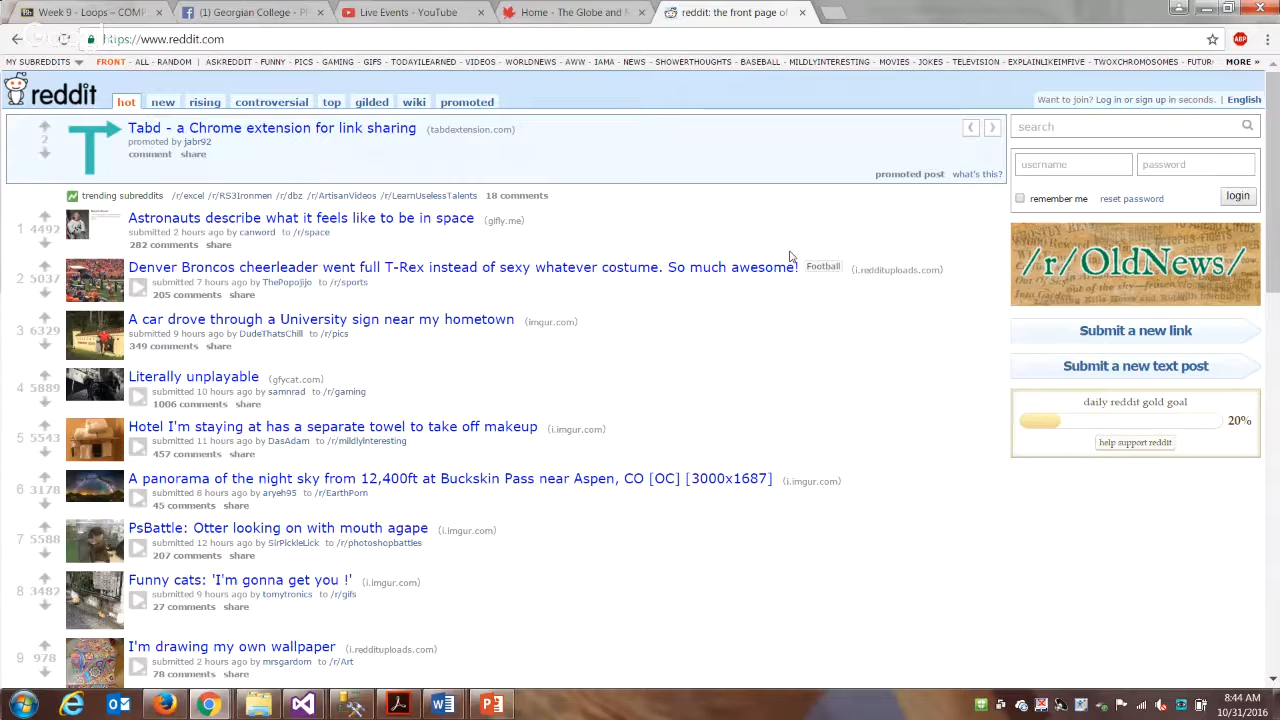 What is Tabd? - YouTub
Georgian College - P
YouTube
Home - The Globe and M
reddit: the front page of
https://www.reddit.com
ABP
MY SUBREDDITS FRONT - ALL - RANDOM | ASKREDDIT - FUNNY - PICS - GAMING - GIFS - TODAYILEARNED - VIDEOS - WORLDNEWS - AWW - IAMA - NEWS - SHOWERTHOUGHTS - BASEBALL - MILDLYINTERESTING - MOVIES - JOKES - TELEVISION - EXPLAINLIKEIMFIVE - TWOXCHROMOSOMES - FUTUR MORE »
reddit hot new rising controversial top gilded wiki promoted
Want to join? Log in or sign up in seconds. | English
2
Tabd - a Chrome extension for link sharing (tabdextension.com)
promoted by jabr92
comment share
promoted post what's this?
search
username password
remember me reset password login
trending subreddits /r/excel /r/RS3Ironmen /r/dbz /r/ArtisanVideos /r/LearnUselessTalents 18 comments
1 4492 Astronauts describe what it feels like to be in space (gifly.me)
submitted 2 hours ago by canword to /r/space
282 comments share
2 5037 Denver Broncos cheerleader went full T-Rex instead of sexy whatever costume. So much awesome! Football (i.reddituploads.com)
submitted 7 hours ago by ThePopojijo to /r/sports
205 comments share
3 6329 A car drove through a University sign near my hometown (imgur.com)
submitted 9 hours ago by DudeThatsChill to /r/pics
349 comments share
4 5889 Literally unplayable (gfycat.com)
submitted 10 hours ago by samnrad to /r/gaming
1006 comments share
5 5543 Hotel I'm staying at has a separate towel to take off makeup (i.imgur.com)
submitted 11 hours ago by DasAdam to /r/mildlyinteresting
457 comments share
6 3178 A panorama of the night sky from 12,400ft at Buckskin Pass near Aspen, CO [OC] [3000x1687] (i.imgur.com)
submitted 8 hours ago by aryeh95 to /r/EarthPorn
45 comments share
7 5588 PsBattle: Otter looking on with mouth agape (i.imgur.com)
submitted 12 hours ago by SirPickleLick to /r/photoshopbattles
207 comments share
8 3482 Funny cats: 'I'm gonna get you !' (i.imgur.com)
submitted 9 hours ago by tomytronics to /r/gifs
27 comments share
9 978 I'm drawing my own wallpaper (i.reddituploads.com)
submitted 2 hours ago by mrsgardom to /r/Art
78 comments share
/r/OldNews/
Submit a new link
Submit a new text post
daily reddit gold goal
20%
help support reddit
8:44 AM
10/31/2016